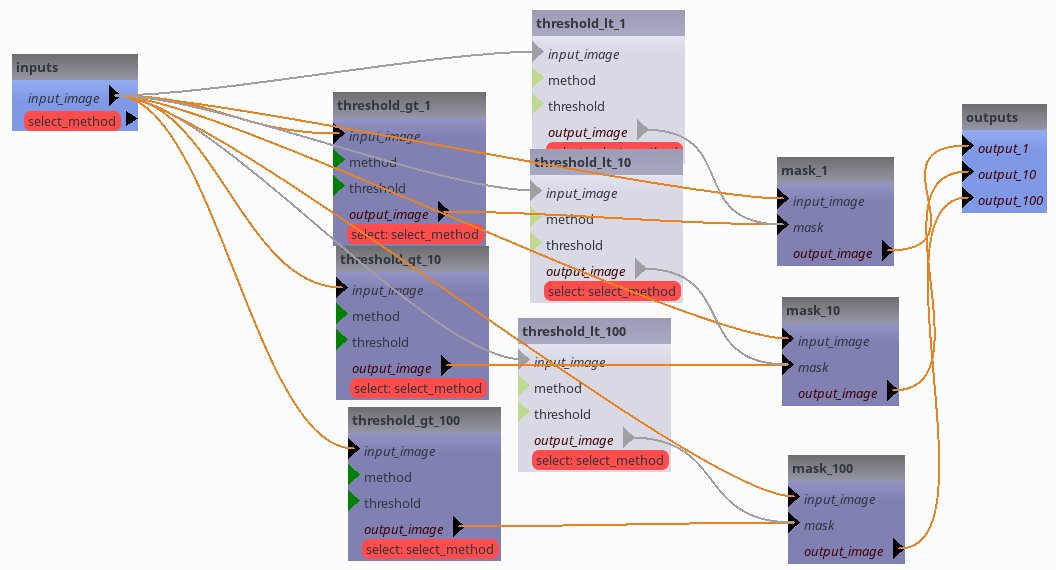 inputs
input_image
select_method
threshold_gt_1
input_image
method
threshold
output_image
select: select_method
threshold_gt_10
input_image
method
threshold
output_image
select: select_method
threshold_gt_100
input_image
method
threshold
output_image
select: select_method
threshold_lt_1
input_image
method
threshold
output_image
threshold_lt_10
input_image
method
threshold
output_image
select: select_method
threshold_lt_100
input_image
method
threshold
output_image
select: select_method
mask_1
input_image
mask
output_image
mask_10
input_image
mask
output_image
mask_100
input_image
mask
output_image
outputs
output_1
output_10
output_100